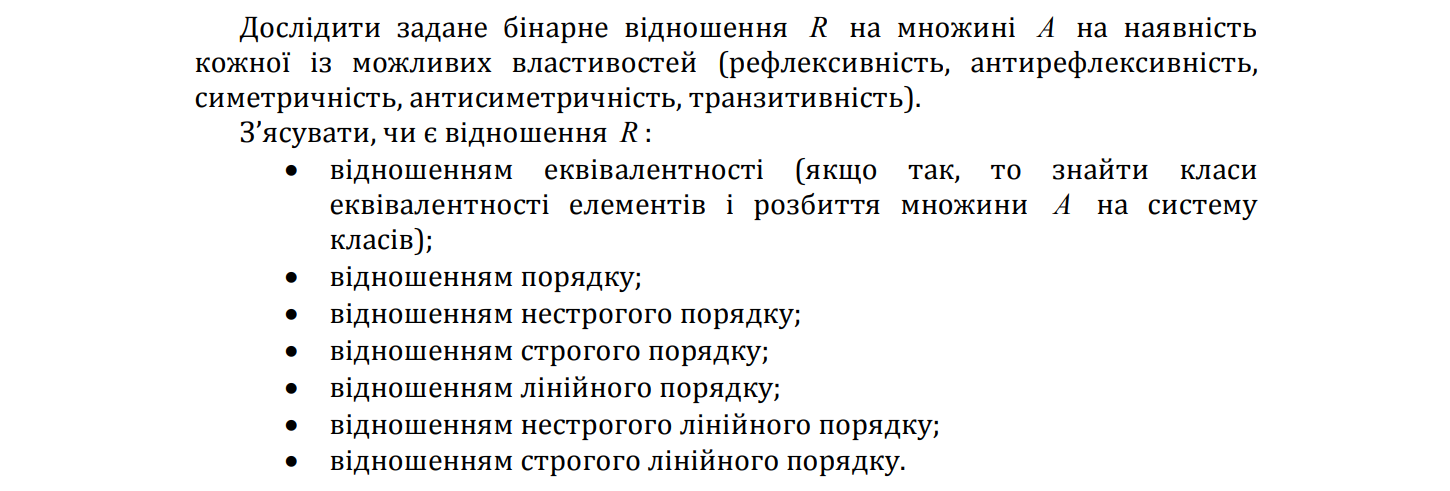 Дослідити задане бінарне відношення R на множині A на наявність
кожної із можливих властивостей (рефлексивність, антирефлексивність,
симетричність, антисиметричність, транзитивність).
З’ясувати, чи є відношення R :
• відношенням еквівалентності (якщо так, то знайти класи
еквівалентності елементів і розбиття множини A на систему
класів);
• відношенням порядку;
• відношенням нестрогого порядку;
• відношенням строгого порядку;
• відношенням лінійного порядку;
• відношенням нестрогого лінійного порядку;
• відношенням строгого лінійного порядку.